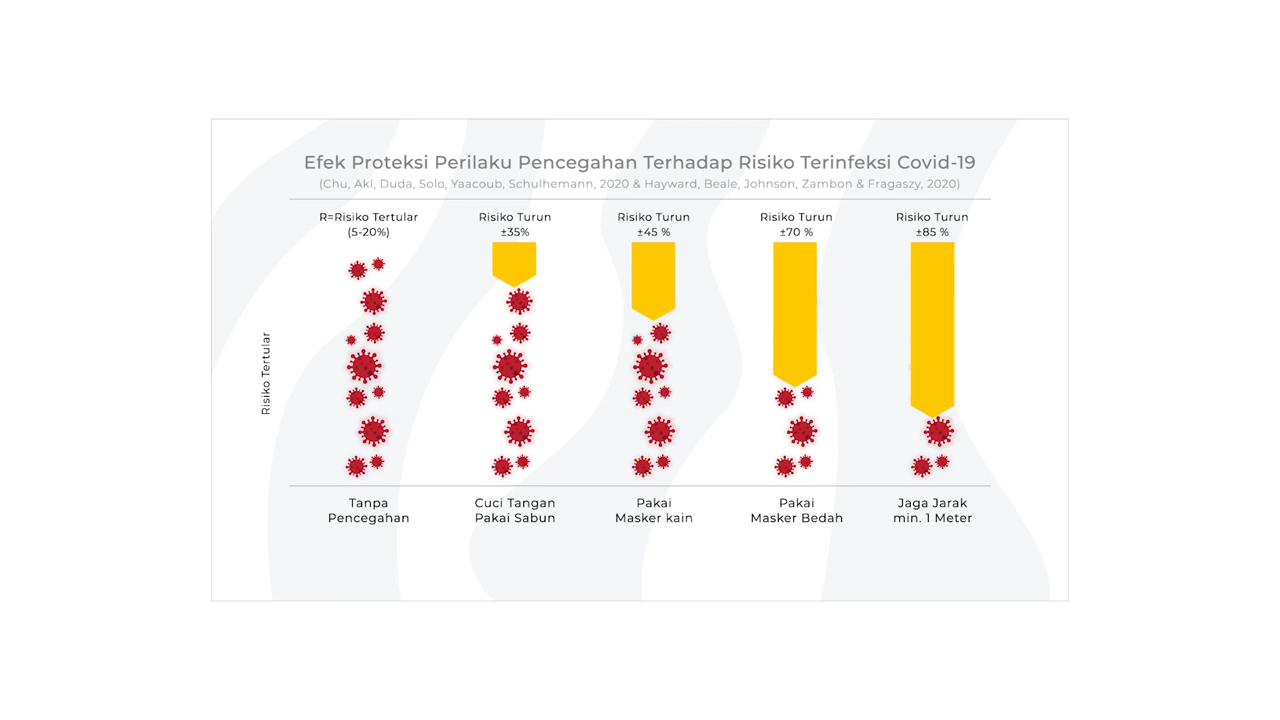 Efek Proteksi Perilaku Pencegahan Terhadap Risiko Terinfeksi Covid-19
(Chu, Akl, Duda, Solo, Yaacoub, Schulhemann, 2020 & Hayward, Beale, Johnson, Zambon & Fragaszy, 2020)
R=Risiko Tertular
(5-20%)
Risiko Turun
±35%
Risiko Turun
±45 %
Risiko Turun
±70 %
Risiko Turun
±85 %
Risiko Tertular
Tanpa
Pencegahan
Cuci Tangan
Pakai Sabun
Pakai
Masker kain
Pakai
Masker Bedah
Jaga Jarak
min. 1 Meter